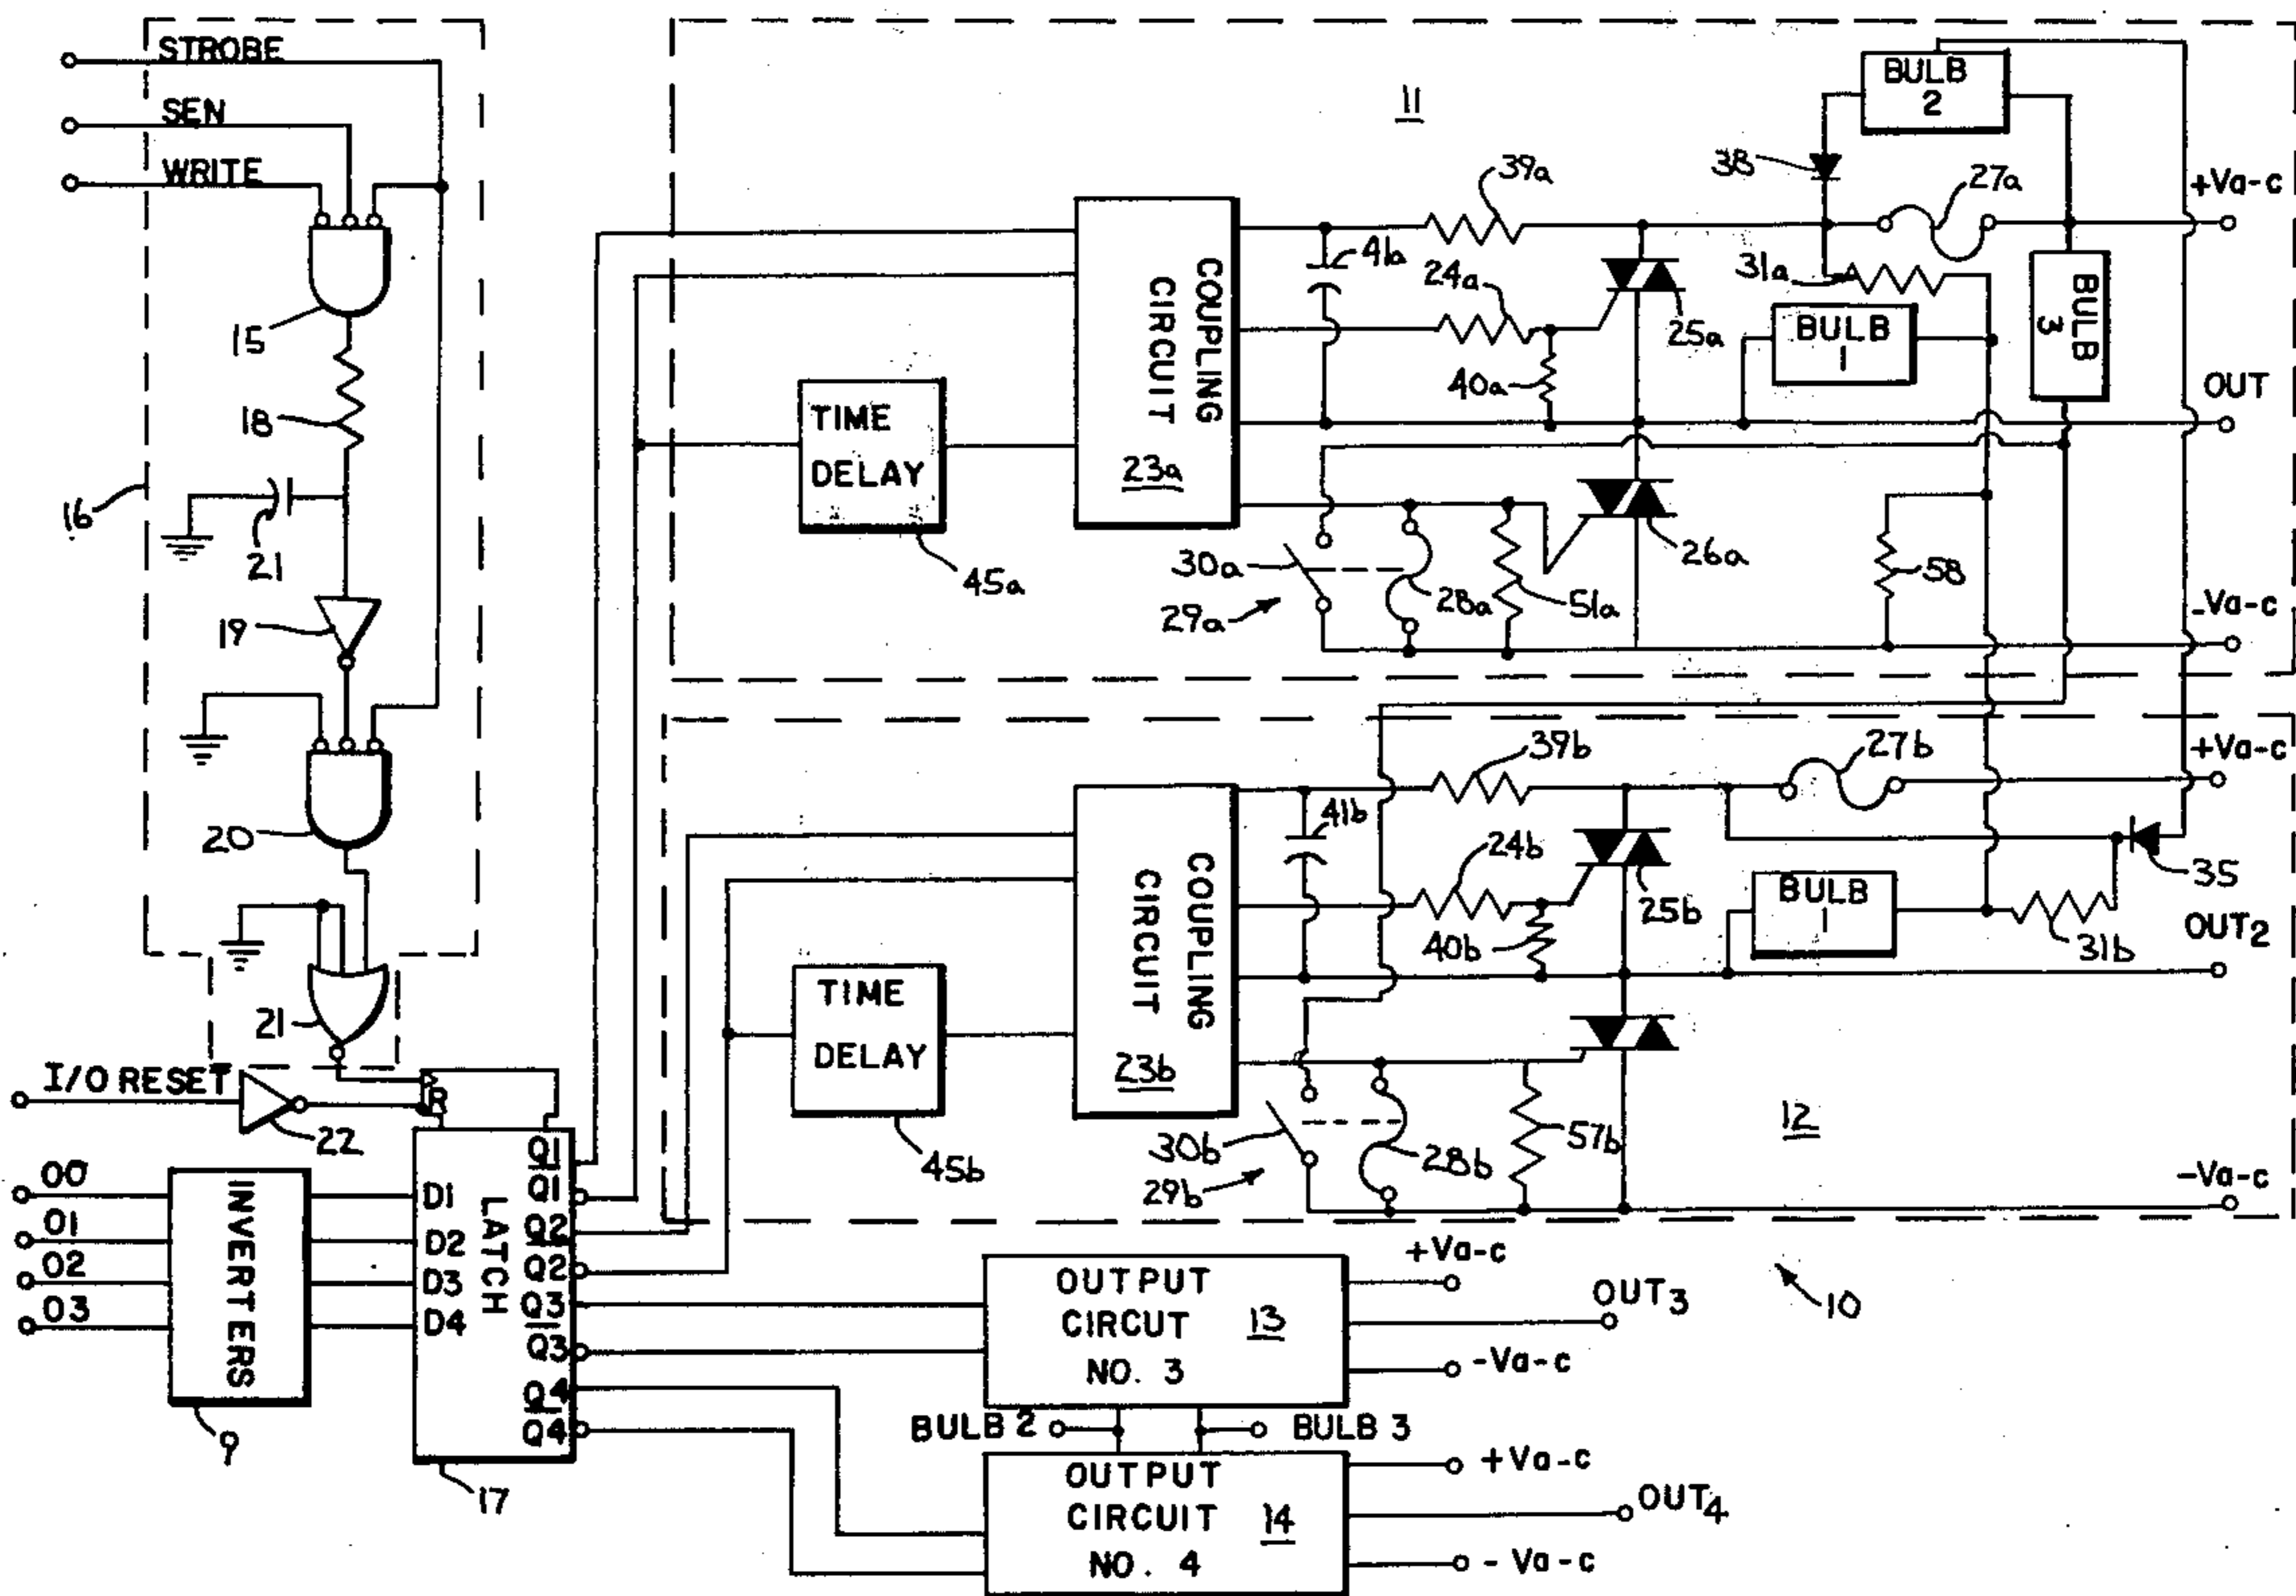 STROBE
SEN
WRITE
15
18
16
21
19
20
21
I/O RESET
22
00
01
02
03
INVERTERS
9
R
D1
D2
D3
D4
LATCH
Q1
Q1
Q2
Q2
Q3
Q3
Q4
Q4
17
11
BULB
2
38
39a
27a
+Va-c
COUPLING
CIRCUIT
23a
41a
24a
25a
31a
BULB
1
BULB
3
40a
OUT
TIME
DELAY
45a
30a
29a
28a
51a
26a
58
-Va-c
39b
27b
+Va-c
COUPLING
CIRCUIT
23b
41b
24b
25b
BULB
1
35
40b
31b
OUT2
TIME
DELAY
45b
30b
29b
28b
57b
12
-Va-c
OUTPUT
CIRCUT
NO. 3
13
+Va-c
OUT3
-Va-c
10
BULB 2
BULB 3
OUTPUT
CIRCUIT
NO. 4
14
+Va-c
OUT4
- Va-c